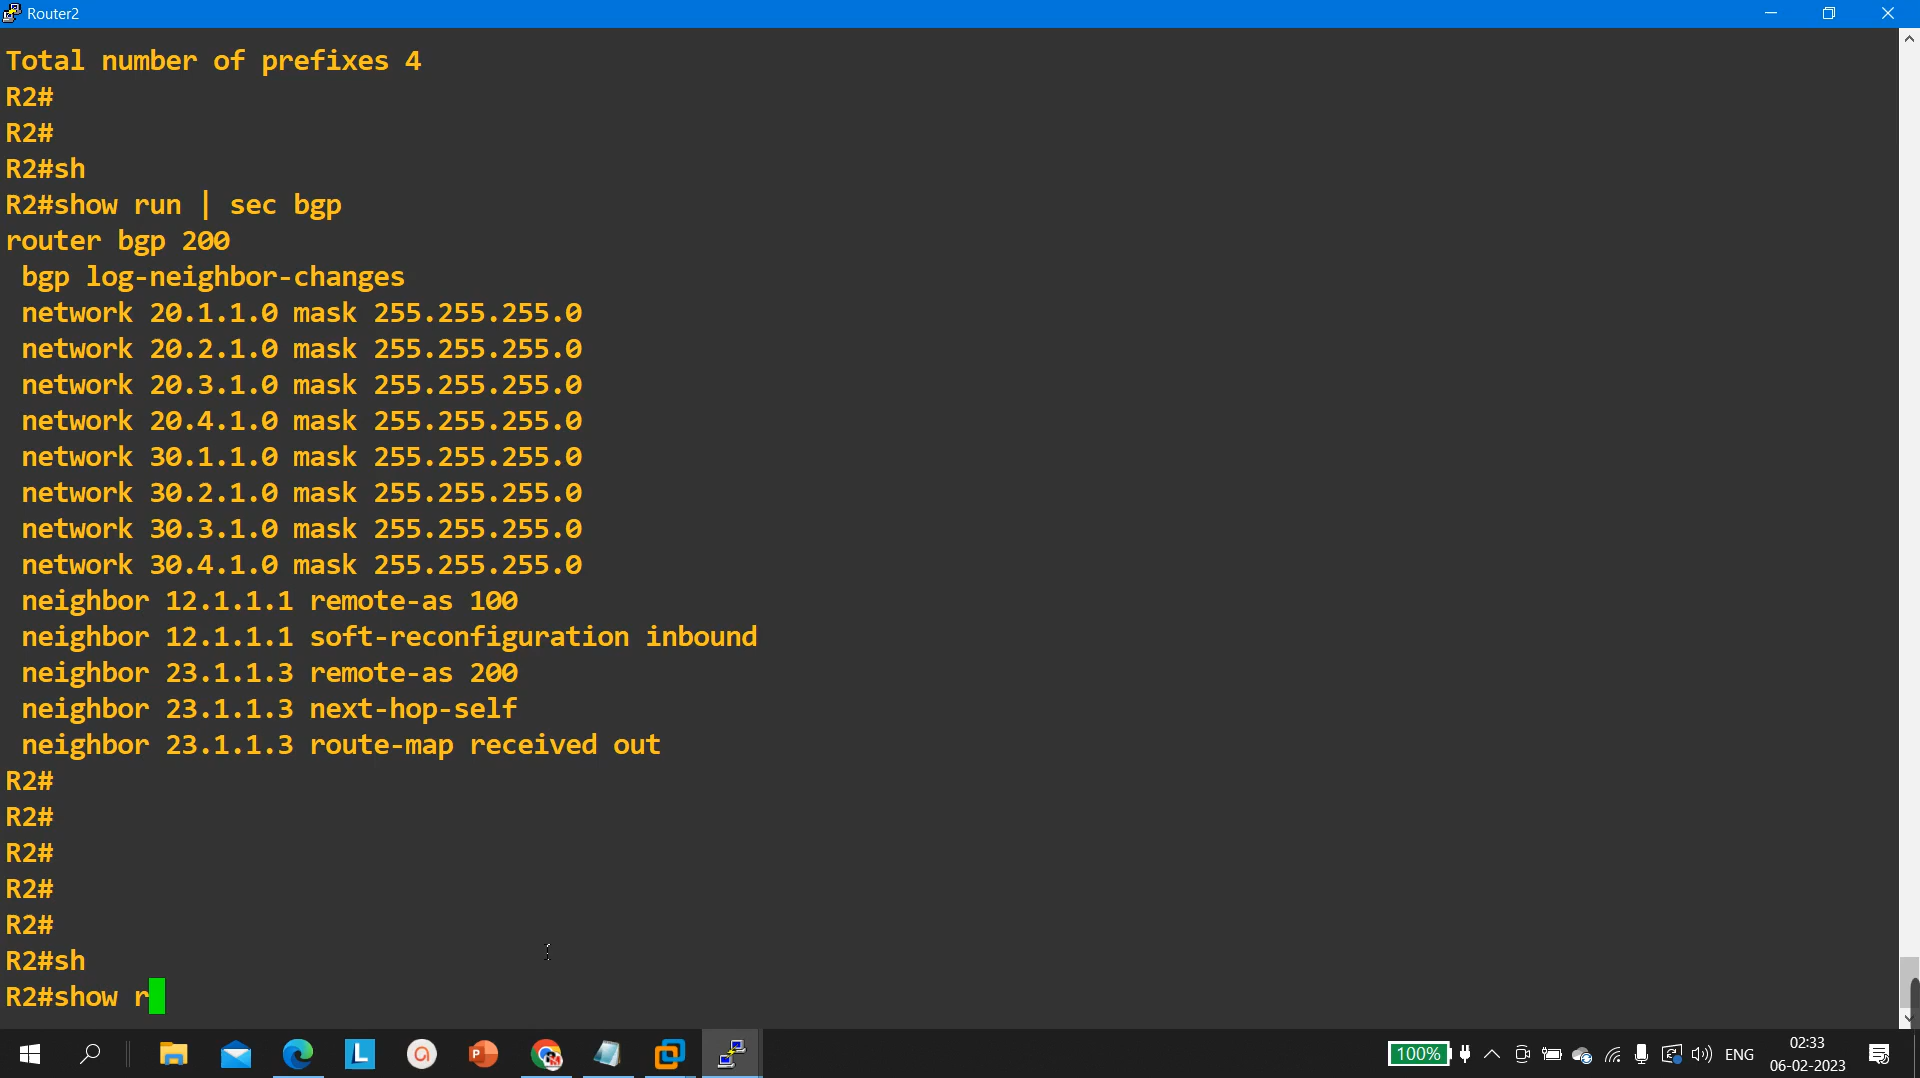 Router2
Total number of prefixes 4
R2#
R2#
R2#sh
R2#show run | sec bgp
router bgp 200
 bgp log-neighbor-changes
 network 20.1.1.0 mask 255.255.255.0
 network 20.2.1.0 mask 255.255.255.0
 network 20.3.1.0 mask 255.255.255.0
 network 20.4.1.0 mask 255.255.255.0
 network 30.1.1.0 mask 255.255.255.0
 network 30.2.1.0 mask 255.255.255.0
 network 30.3.1.0 mask 255.255.255.0
 network 30.4.1.0 mask 255.255.255.0
 neighbor 12.1.1.1 remote-as 100
 neighbor 12.1.1.1 soft-reconfiguration inbound
 neighbor 23.1.1.3 remote-as 200
 neighbor 23.1.1.3 next-hop-self
 neighbor 23.1.1.3 route-map received out
R2#
R2#
R2#
R2#
R2#
R2#sh
R2#show r
100% ENG 02:33
06-02-2023